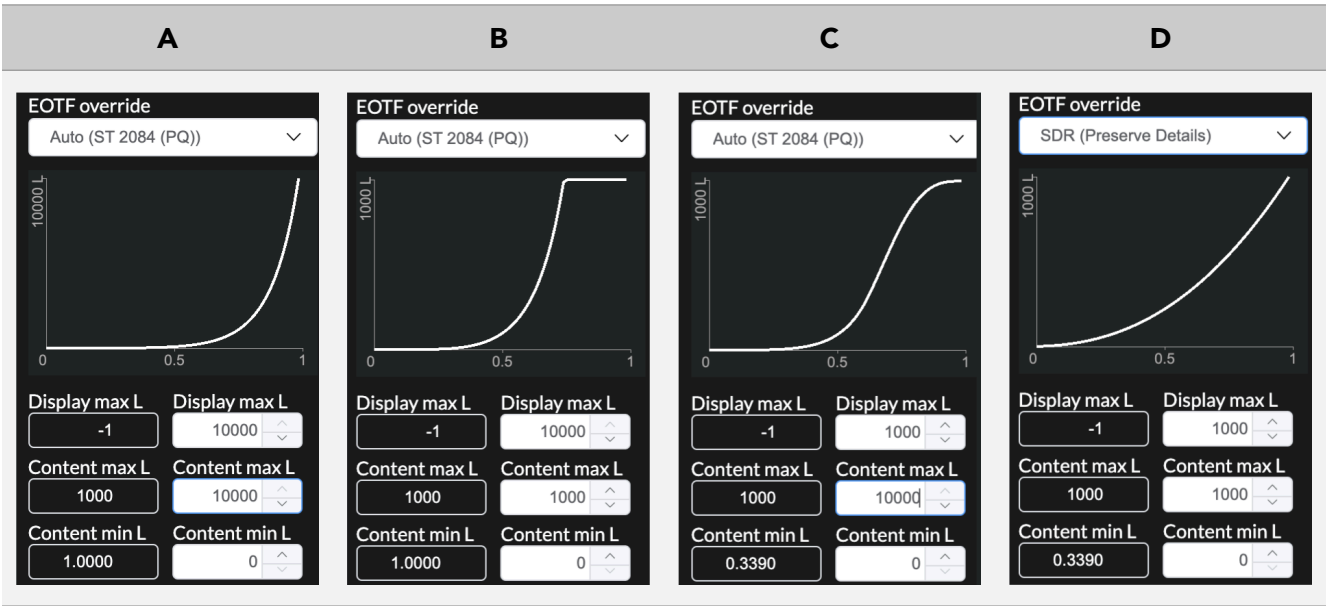 A B C D
EOTF override
Auto (ST 2084 (PQ))
10000 L
0 0.5 1
Display max L Display max L
-1 10000
Content max L Content max L
1000 10000
Content min L Content min L
1.0000 0
EOTF override
Auto (ST 2084 (PQ))
1000 L
0 0.5 1
Display max L Display max L
-1 10000
Content max L Content max L
1000 1000
Content min L Content min L
1.0000 0
EOTF override
Auto (ST 2084 (PQ))
1000 L
0 0.5 1
Display max L Display max L
-1 1000
Content max L Content max L
1000 10000
Content min L Content min L
0.3390 0
EOTF override
SDR (Preserve Details)
1000 L
0 0.5 1
Display max L Display max L
-1 1000
Content max L Content max L
1000 1000
Content min L Content min L
0.3390 0